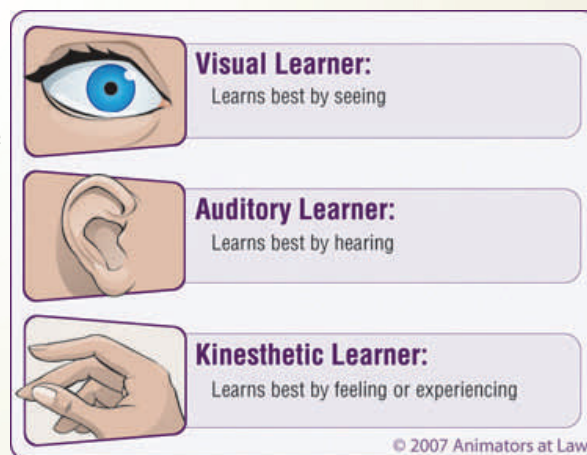 Visual Learner:
Learns best by seeing
Auditory Learner:
Learns best by hearing
Kinesthetic Learner:
Learns best by feeling or experiencing
© 2007 Animators at Law